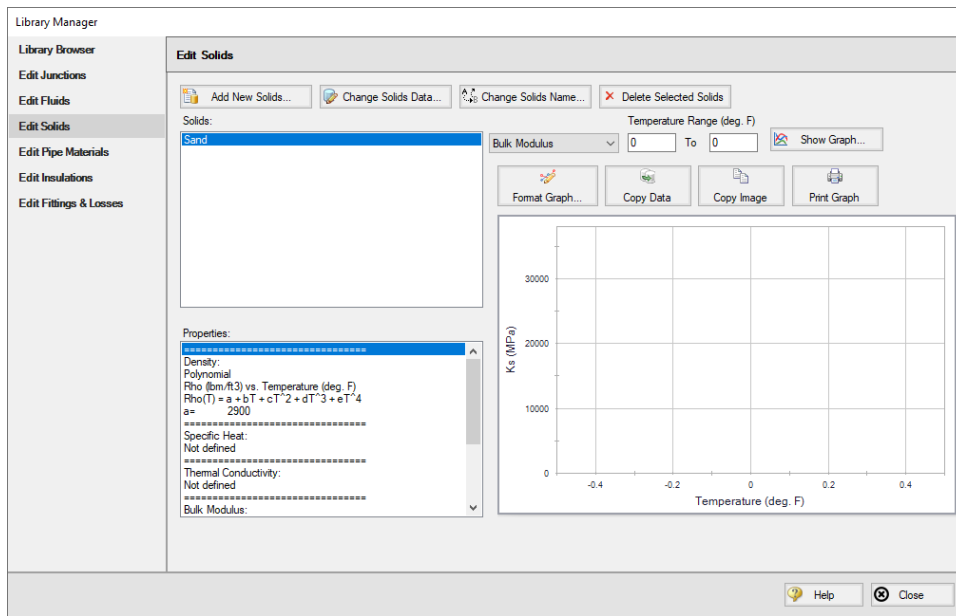 Library Manager
Library Browser
Edit Junctions
Edit Fluids
Edit Solids
Edit Pipe Materials
Edit Insulations
Edit Fittings & Losses
Edit Solids
Add New Solids...
Change Solids Data...
Change Solids Name...
Delete Selected Solids
Solids:
Sand
Temperature Range (deg. F)
Bulk Modulus
0 To 0
Show Graph...
Format Graph...
Copy Data
Copy Image
Print Graph
Properties:
================================
Density:
Polynomial
Rho (lbm/ft3) vs. Temperature (deg. F)
Rho(T) = a + bT + cT^2 + dT^3 + eT^4
a= 2900
================================
Specific Heat:
Not defined
================================
Thermal Conductivity:
Not defined
================================
Bulk Modulus:
Ks (MPa)
30000
20000
10000
0
-0.4 -0.2 0 0.2 0.4
Temperature (deg. F)
Help
Close